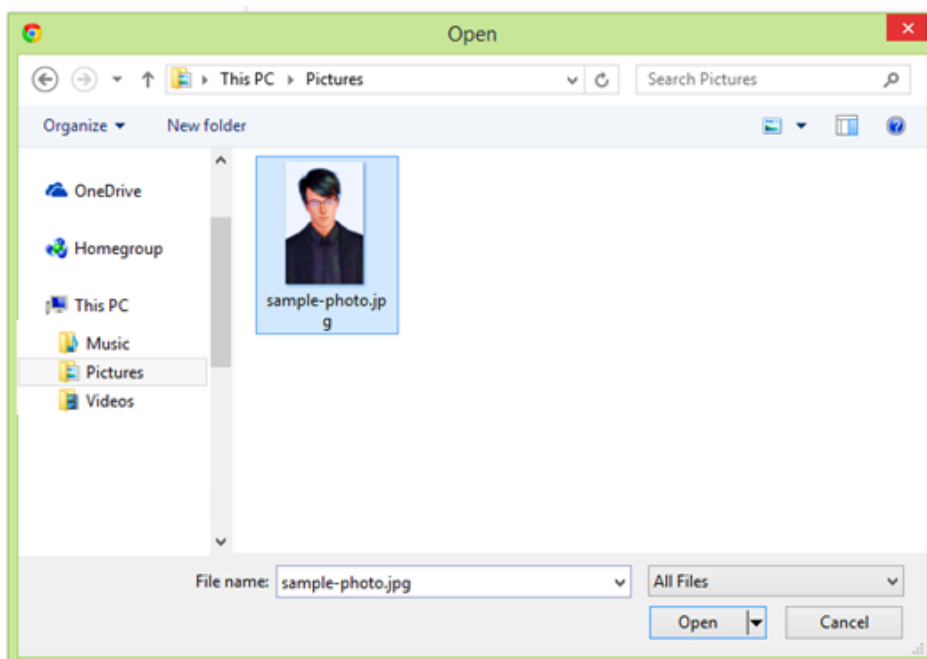 Open
This PC Pictures
Search Pictures
Organize
New folder
OneDrive
Homegroup
This PC
Music
Pictures
Videos
sample-photo.jp
g
File name:
sample-photo.jpg
All Files
Open
Cancel